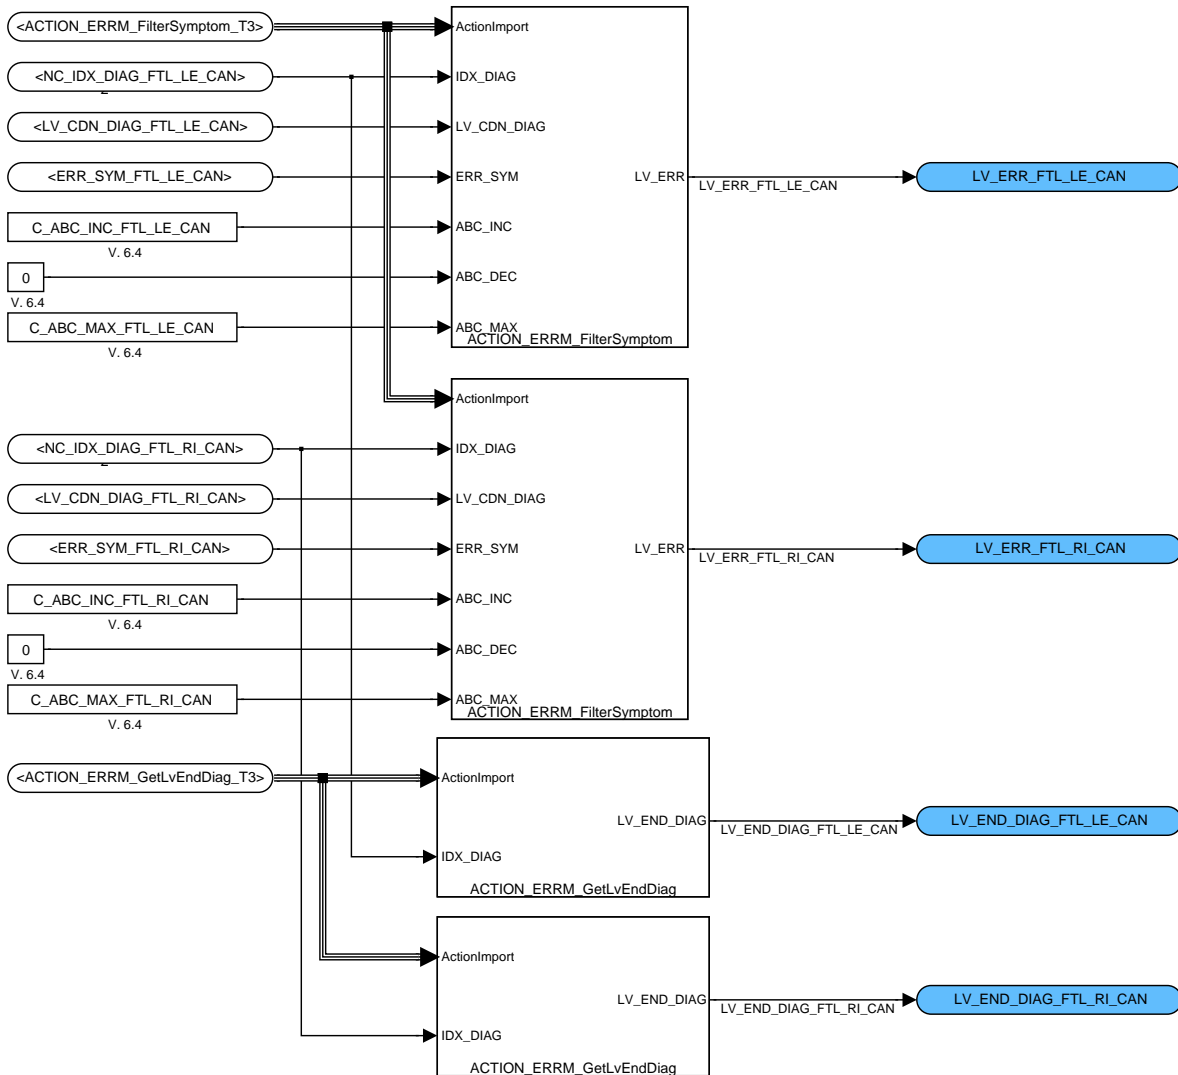 <ACTION_ERRM_FilterSymptom_T3>
ActionImport
<NC_IDX_DIAG_FTL_LE_CAN>
IDX_DIAG
<LV_CDN_DIAG_FTL_LE_CAN>
LV_CDN_DIAG
<ERR_SYM_FTL_LE_CAN>
ERR_SYM
LV_ERR
LV_ERR_FTL_LE_CAN
LV_ERR_FTL_LE_CAN
C_ABC_INC_FTL_LE_CAN
ABC_INC
V. 6.4
0
ABC_DEC
V. 6.4
C_ABC_MAX_FTL_LE_CAN
ABC_MAX
ACTION_ERRM_FilterSymptom
V. 6.4
ActionImport
<NC_IDX_DIAG_FTL_RI_CAN>
IDX_DIAG
<LV_CDN_DIAG_FTL_RI_CAN>
LV_CDN_DIAG
<ERR_SYM_FTL_RI_CAN>
ERR_SYM
LV_ERR
LV_ERR_FTL_RI_CAN
LV_ERR_FTL_RI_CAN
C_ABC_INC_FTL_RI_CAN
ABC_INC
V. 6.4
0
ABC_DEC
V. 6.4
C_ABC_MAX_FTL_RI_CAN
ABC_MAX
ACTION_ERRM_FilterSymptom
V. 6.4
<ACTION_ERRM_GetLvEndDiag_T3>
ActionImport
LV_END_DIAG
LV_END_DIAG_FTL_LE_CAN
LV_END_DIAG_FTL_LE_CAN
IDX_DIAG
ACTION_ERRM_GetLvEndDiag
ActionImport
LV_END_DIAG
LV_END_DIAG_FTL_RI_CAN
LV_END_DIAG_FTL_RI_CAN
IDX_DIAG
ACTION_ERRM_GetLvEndDiag